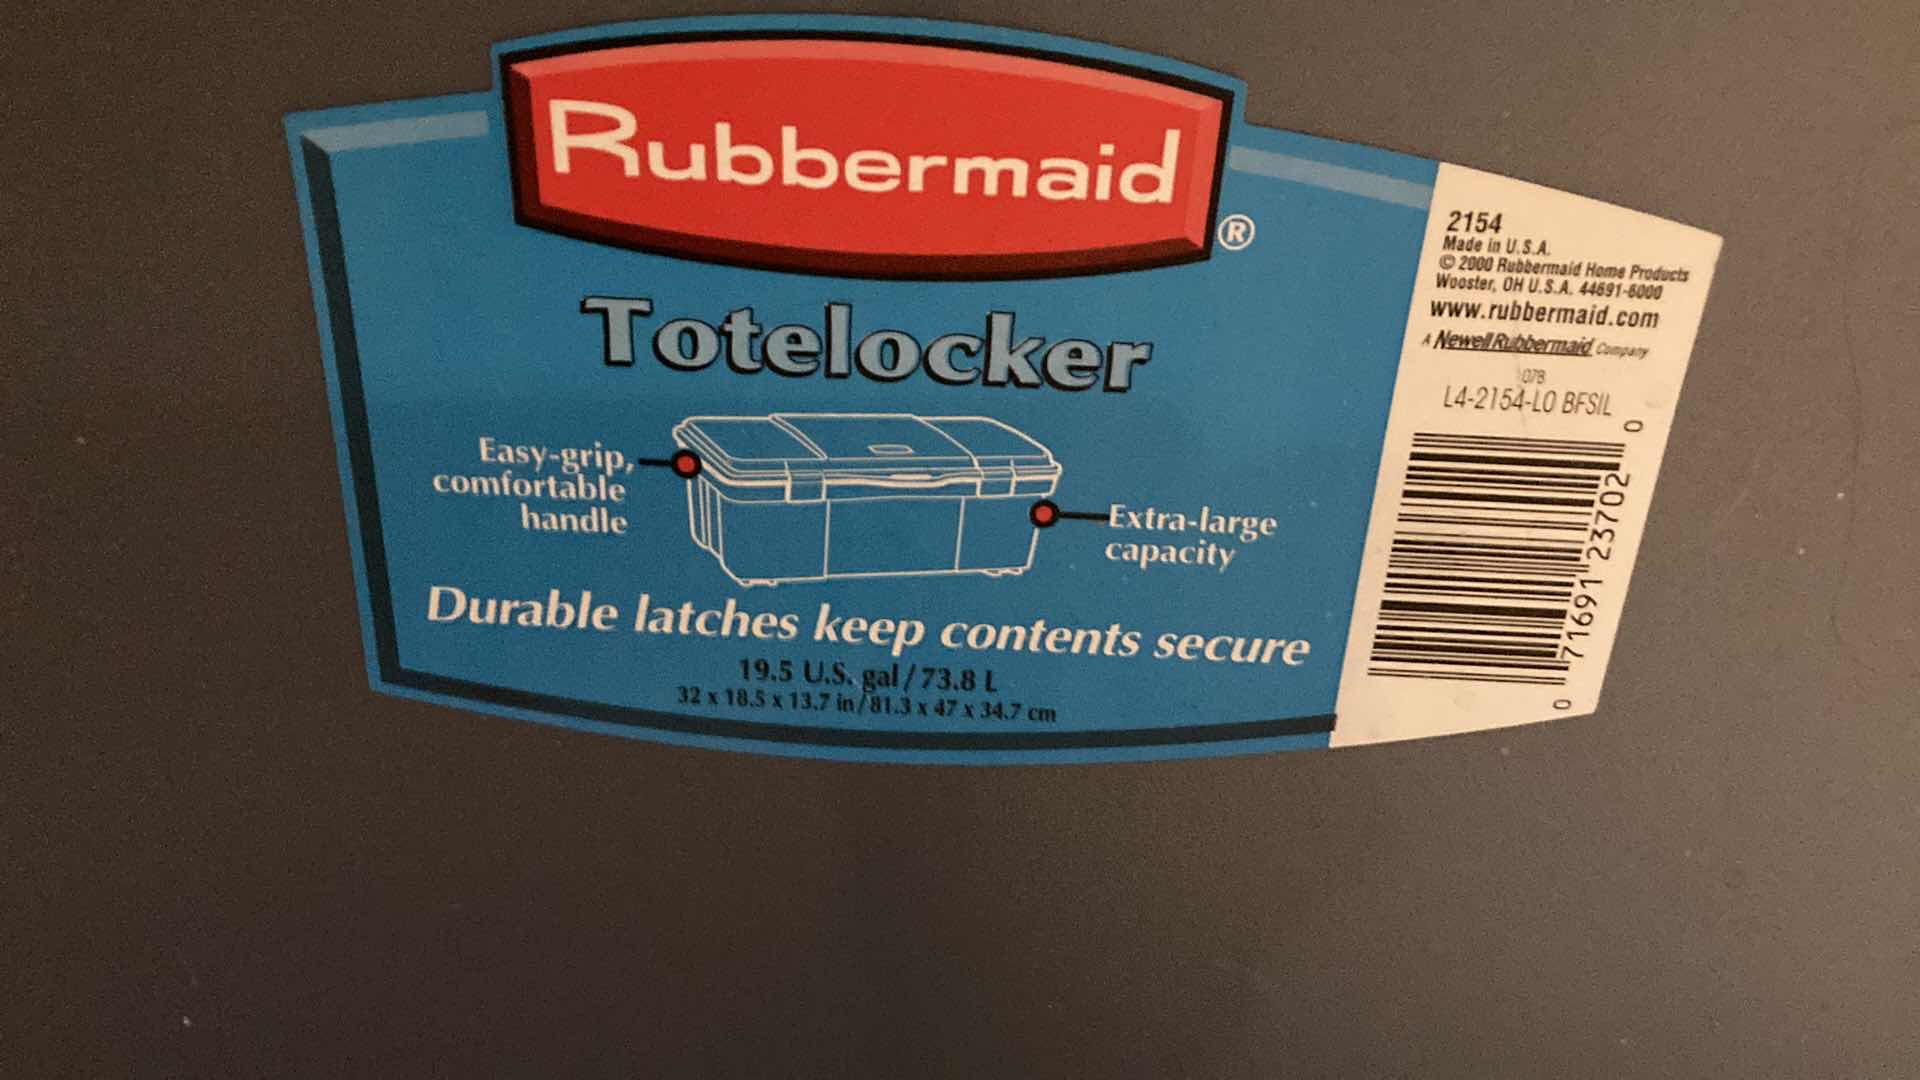 Rubbermaid®
Totelocker
Easy-grip,
comfortable
handle
Extra-large
capacity
Durable latches keep contents secure
19.5 U.S. gal / 73.8 L
32 x 18.5 x 13.7 in/81.3 x 47 x 34.7 cm
2154
Made in U.S.A.
© 2000 Rubbermaid Home Products
Wooster, OH U.S.A. 44691-6000
www.rubbermaid.com
A Newell Rubbermaid Company
07B
L4-2154-L0 BFSIL
0 71691 23702 0